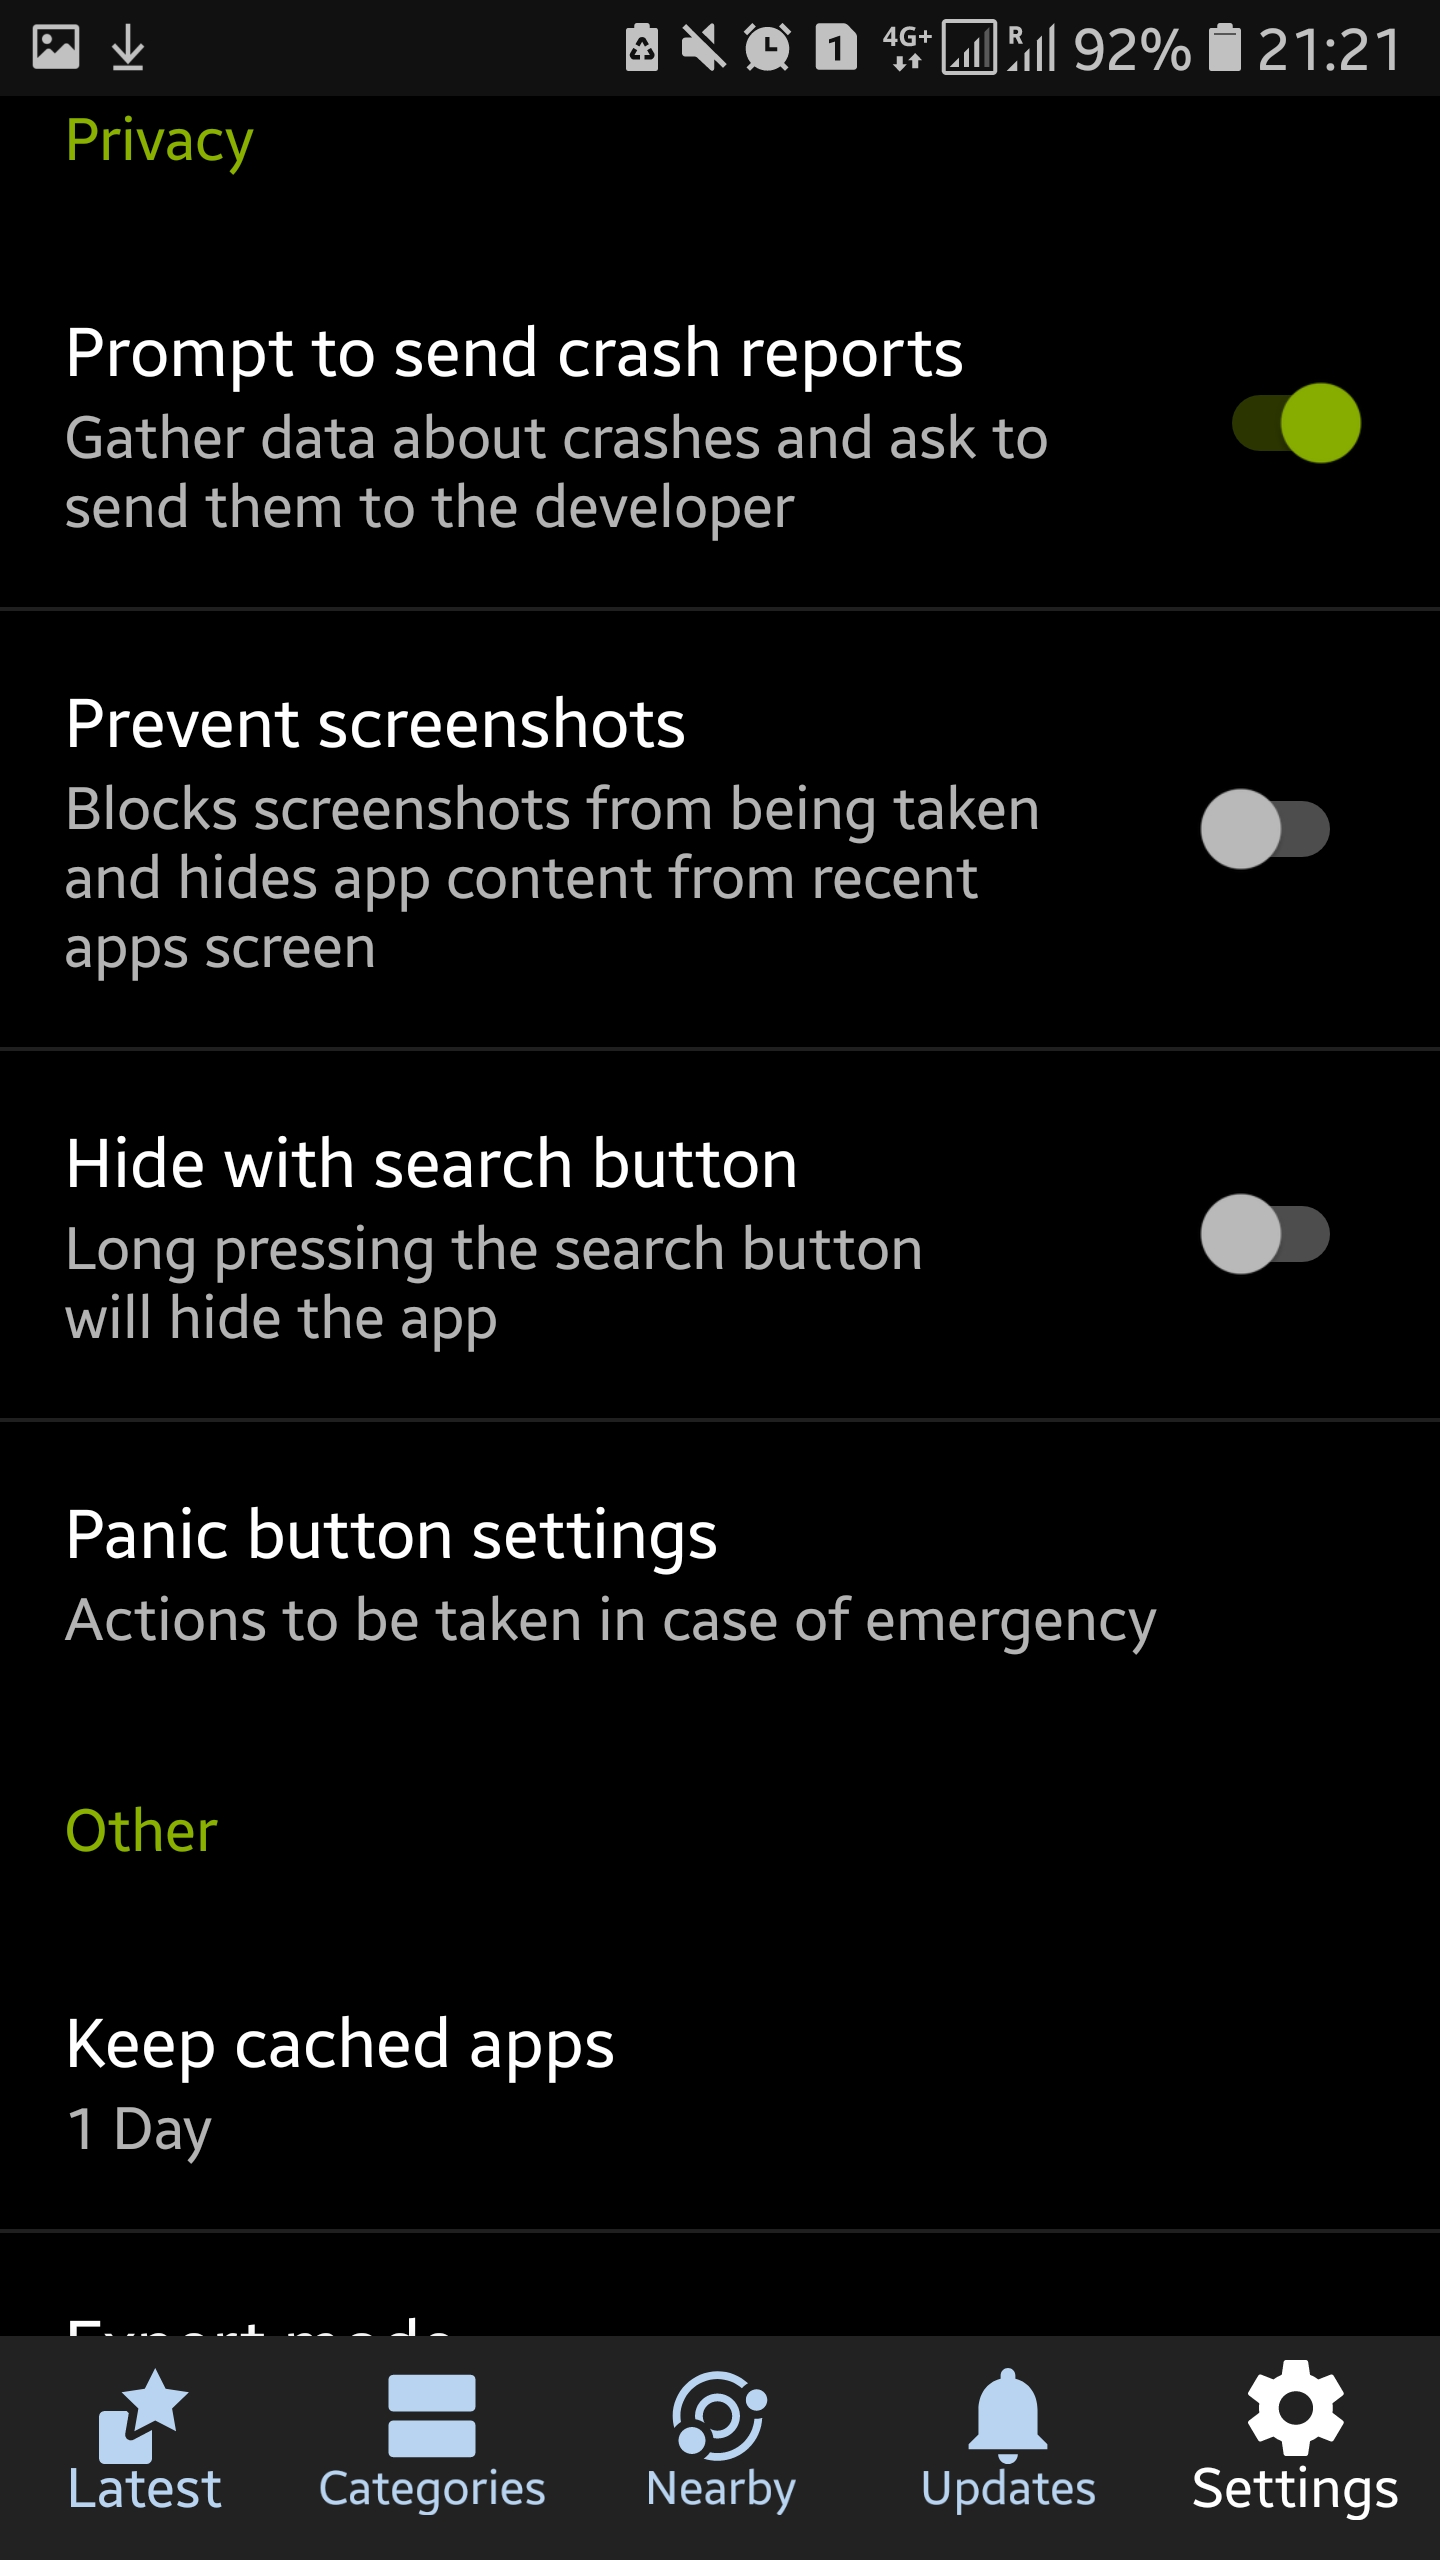 1 4G+ R 92% 21:21
Privacy
Prompt to send crash reports
Gather data about crashes and ask to
send them to the developer
Prevent screenshots
Blocks screenshots from being taken
and hides app content from recent
apps screen
Hide with search button
Long pressing the search button
will hide the app
Panic button settings
Actions to be taken in case of emergency
Other
Keep cached apps
1 Day
Expert mode
Latest Categories Nearby Updates Settings